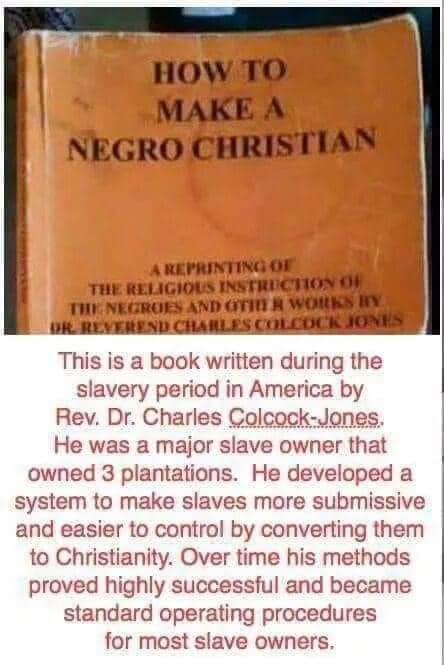 HOW TO
MAKE A
NEGRO CHRISTIAN
A REPRINTING OF
THE RELIGIOUS INSTRUCTION OF
THE NEGROES AND OTHER WORKS BY
DR. REVEREND CHARLES COLCOCK JONES
This is a book written during the
slavery period in America by
Rev. Dr. Charles Colcock-Jones.
He was a major slave owner that
owned 3 plantations. He developed a
system to make slaves more submissive
and easier to control by converting them
to Christianity. Over time his methods
proved highly successful and became
standard operating procedures
for most slave owners.